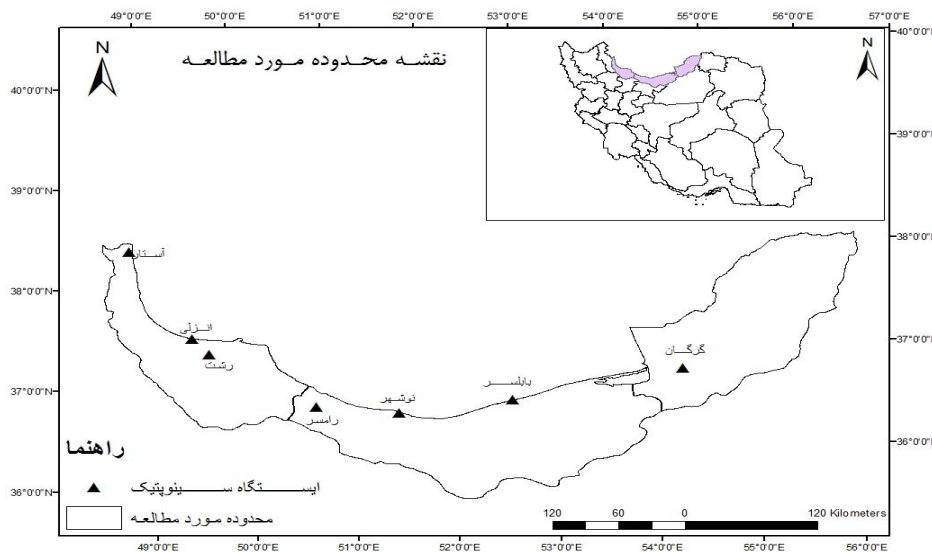 49°0'0"E 50°0'0"E 51°0'0"E 52°0'0"E 53°0'0"E 54°0'0"E 55°0'0"E 56°0'0"E 57°0'0"E
N
نقشه محدوده مورد مطالعه
N
40°0'0"N
39°0'0"N
38°0'0"N
37°0'0"N
36°0'0"N
40°0'0"N
39°0'0"N
38°0'0"N
37°0'0"N
36°0'0"N
آستارا
انزلی
رشت
رامسر
نوشهر
بابلسر
گرگان
راهنما
ایستگاه سینوپتیک
محدوده مورد مطالعه
120 60 0 120 Kilometers
49°0'0"E 50°0'0"E 51°0'0"E 52°0'0"E 53°0'0"E 54°0'0"E 55°0'0"E 56°0'0"E